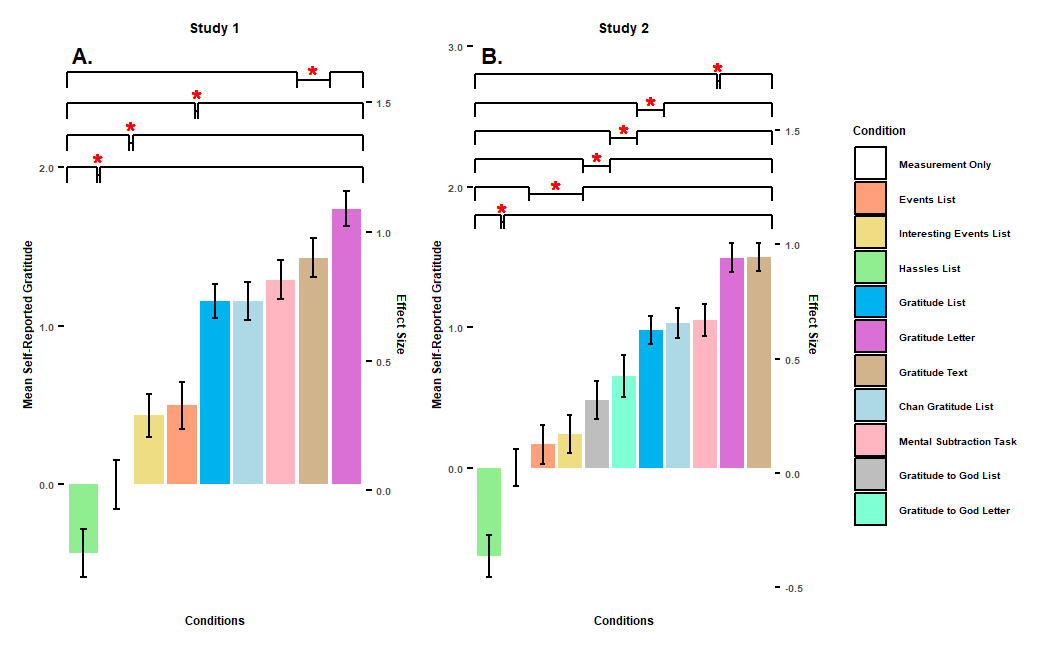 Study 1
A.
*
*
*
*
2.0
1.0
0.0
Mean Self-Reported Gratitude
1.5
1.0
0.5
0.0
Effect Size
Conditions
Study 2
B.
*
*
*
*
*
*
3.0
2.0
1.0
0.0
Mean Self-Reported Gratitude
1.5
1.0
0.5
0.0
-0.5
Effect Size
Conditions
Condition
Measurement Only
Events List
Interesting Events List
Hassles List
Gratitude List
Gratitude Letter
Gratitude Text
Chan Gratitude List
Mental Subtraction Task
Gratitude to God List
Gratitude to God Letter